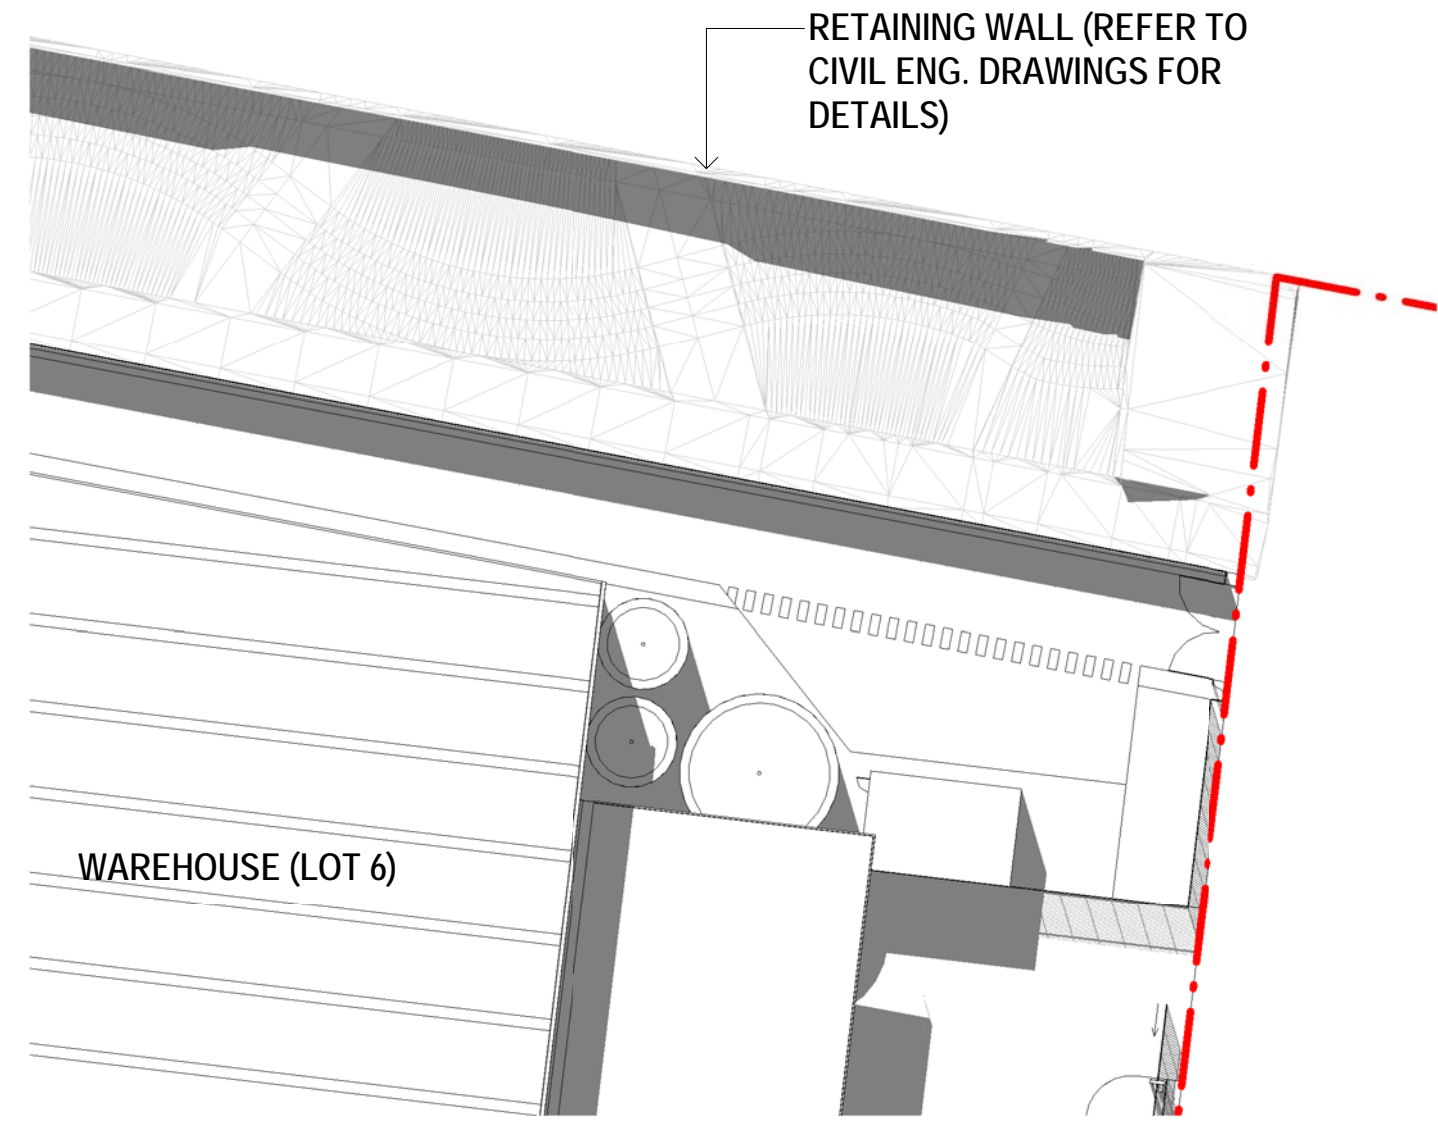 RETAINING WALL (REFER TO
CIVIL ENG. DRAWINGS FOR
DETAILS)
WAREHOUSE (LOT 6)